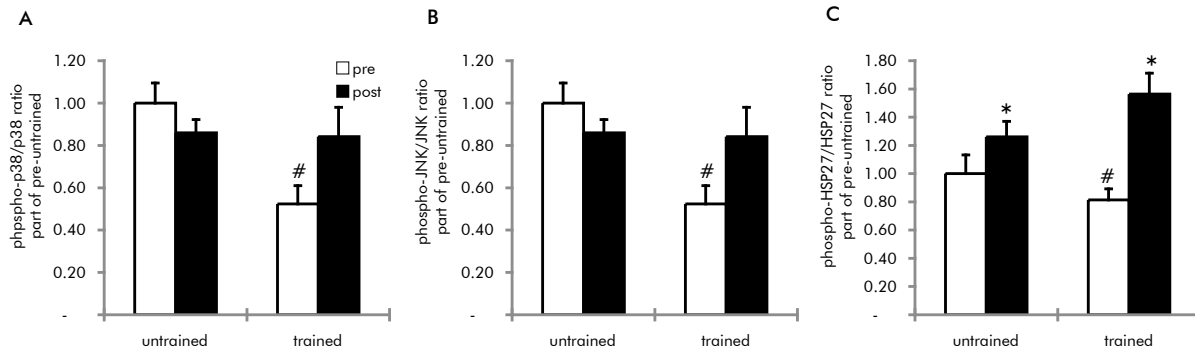 A
phpspho-p38/p38 ratio
part of pre-untrained
1.20
1.00
0.80
0.60
0.40
0.20
-
pre
post
#
untrained trained
B
phospho-JNK/JNK ratio
part of pre-untrained
1.20
1.00
0.80
0.60
0.40
0.20
-
#
untrained trained
C
phospho-HSP27/HSP27 ratio
part of pre-untrained
1.80
1.60
1.40
1.20
1.00
0.80
0.60
0.40
0.20
-
*
#
*
untrained trained